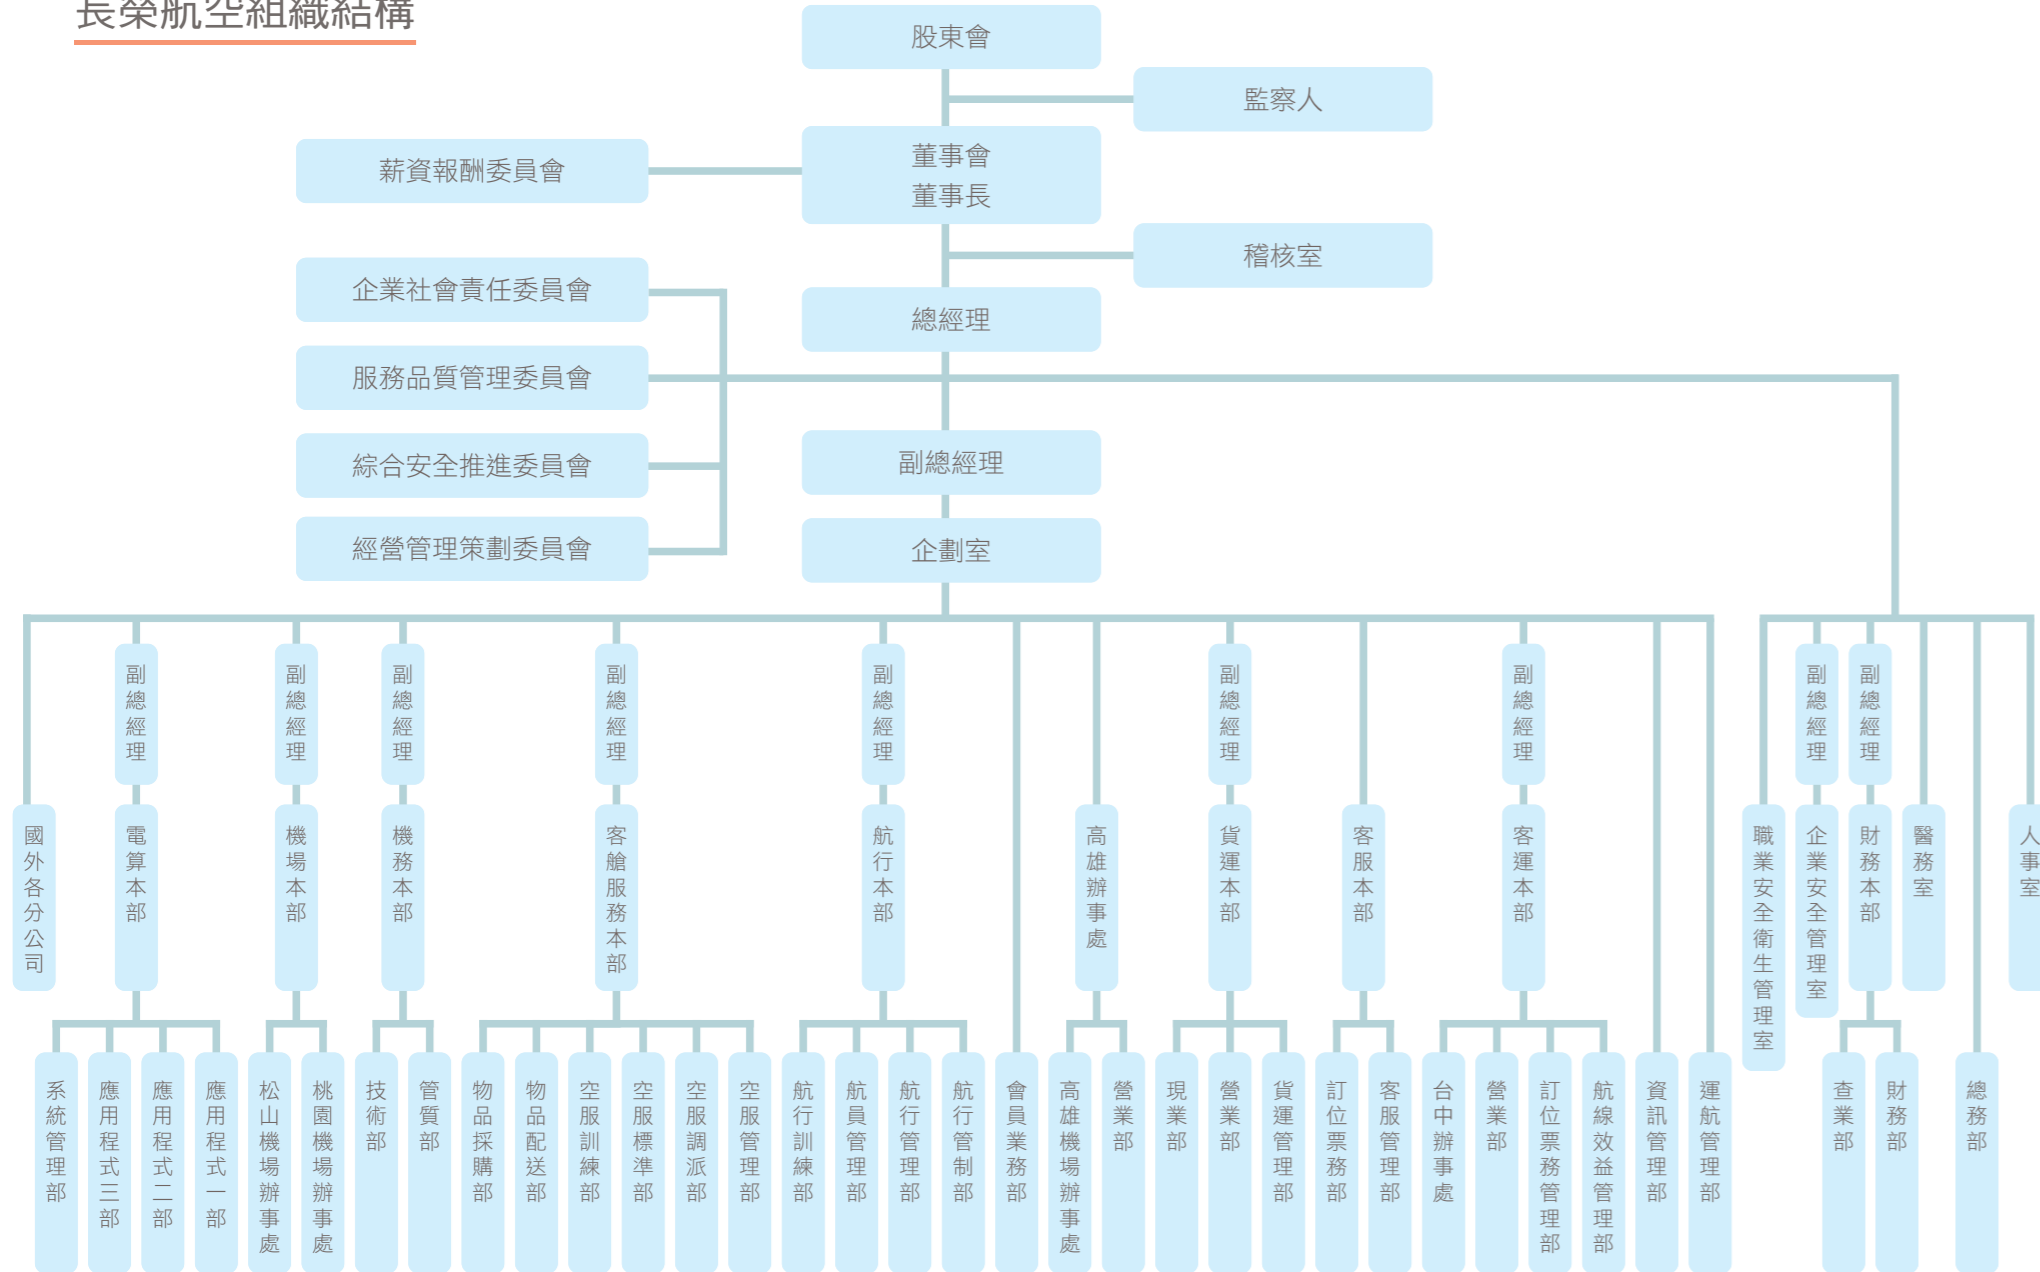 長榮航空組織結構
股東會
監察人
董事會
董事長
薪資報酬委員會
稽核室
企業社會責任委員會
總經理
服務品質管理委員會
副總經理
綜合安全推進委員會
經營管理策劃委員會
企劃室
副總經理
副總經理
副總經理
副總經理
副總經理
副總經理
副總經理
副總經理
副總經理
國外各分公司
電算本部
機場本部
機務本部
客艙服務本部
航行本部
高雄辦事處
貨運本部
客服本部
客運本部
職業安全衛生管理室
企業安全管理室
財務本部
醫務室
人事室
系統管理部
應用程式三部
應用程式二部
應用程式一部
松山機場辦事處
桃園機場辦事處
技術部
管質部
物品採購部
物品配送部
空服訓練部
空服標準部
空服調派部
空服管理部
航行訓練部
航員管理部
航行管理部
航行管制部
會員業務部
高雄機場辦事處
營業部
現業部
營業部
貨運管理部
訂位票務部
客服管理部
台中辦事處
營業部
訂位票務管理部
航線效益管理部
資訊管理部
運航管理部
查業部
財務部
總務部